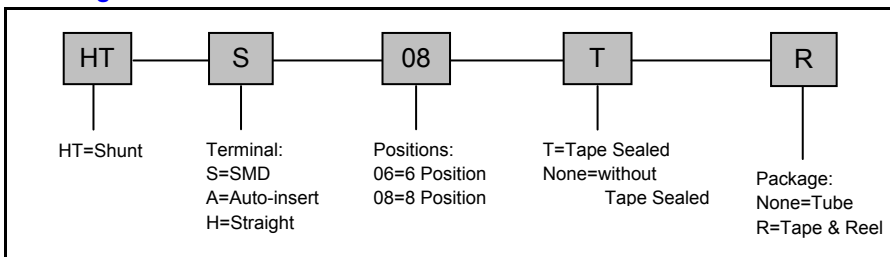 HT S 08 T R
HT=Shunt
Terminal:
S=SMD
A=Auto-insert
H=Straight
Positions:
06=6 Position
08=8 Position
T=Tape Sealed
None=without
Tape Sealed
Package:
None=Tube
R=Tape & Reel